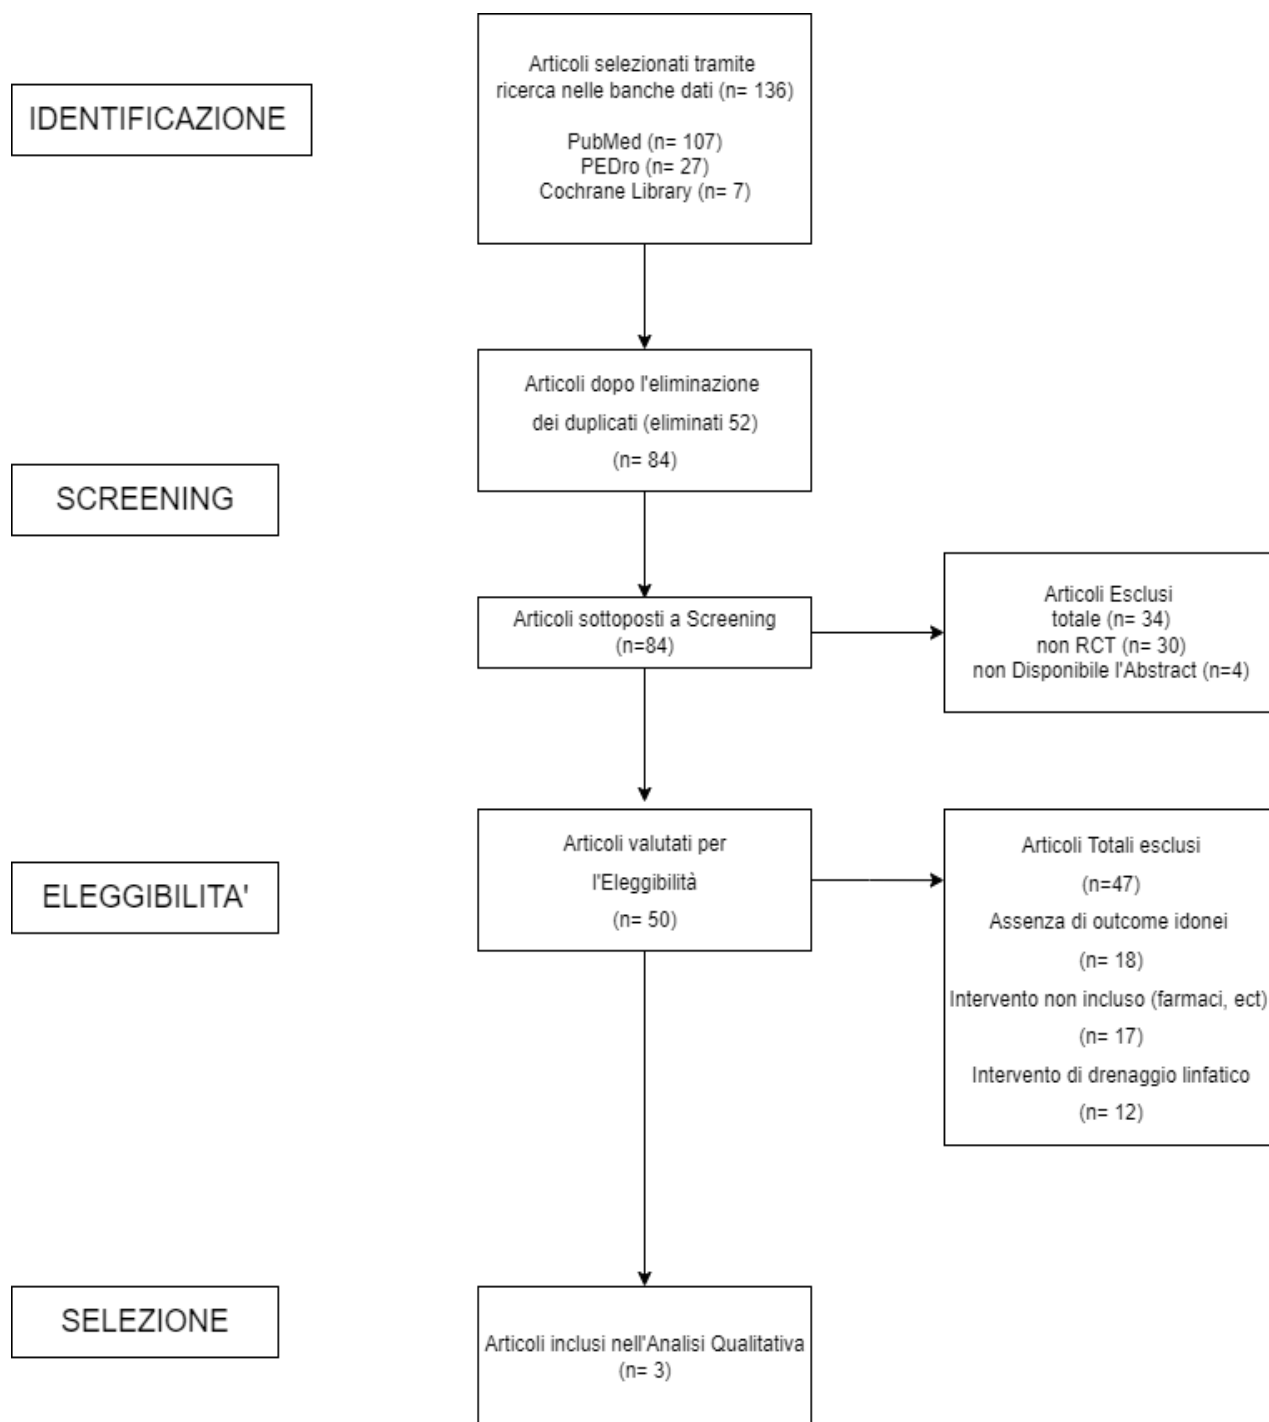 IDENTIFICAZIONE
Articoli selezionati tramite
ricerca nelle banche dati (n= 136)
PubMed (n= 107)
PEDro (n= 27)
Cochrane Library (n= 7)
Articoli dopo l'eliminazione
dei duplicati (eliminati 52)
(n= 84)
SCREENING
Articoli sottoposti a Screening
(n=84)
Articoli Esclusi
totale (n= 34)
non RCT (n= 30)
non Disponibile l'Abstract (n=4)
ELEGGIBILITA'
Articoli valutati per
l'Eleggibilità
(n= 50)
Articoli Totali esclusi
(n=47)
Assenza di outcome idonei
(n= 18)
Intervento non incluso (farmaci, ect)
(n= 17)
Intervento di drenaggio linfatico
(n= 12)
SELEZIONE
Articoli inclusi nell'Analisi Qualitativa
(n= 3)